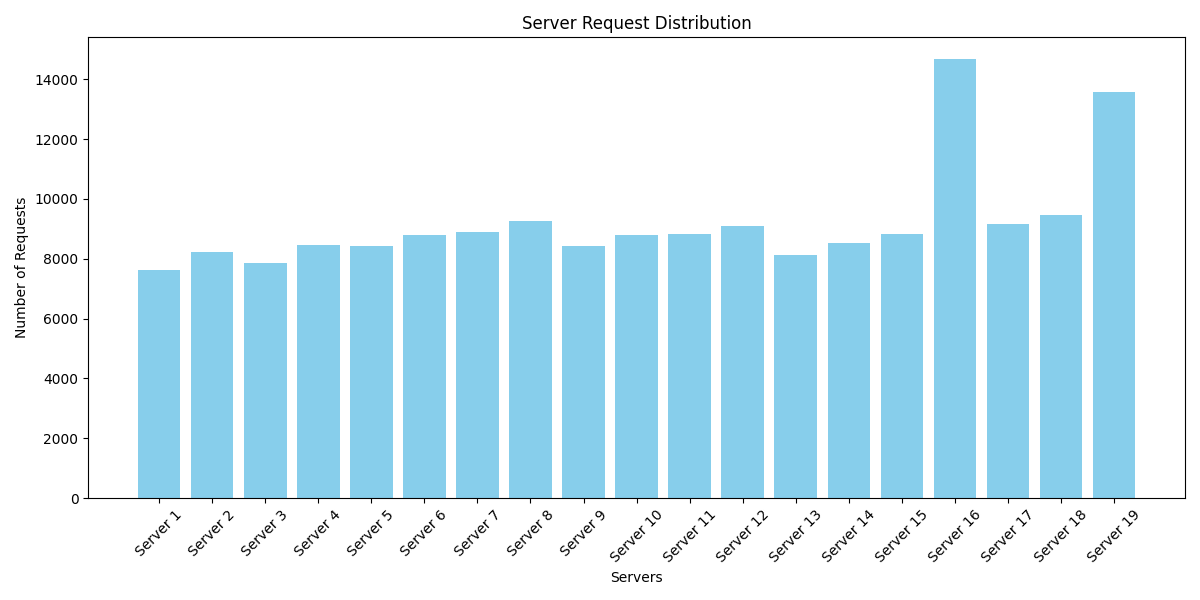 Server Request Distribution
Number of Requests
14000
12000
10000
8000
6000
4000
2000
0
Server 1
Server 2
Server 3
Server 4
Server 5
Server 6
Server 7
Server 8
Server 9
Server 10
Server 11
Server 12
Server 13
Server 14
Server 15
Server 16
Server 17
Server 18
Server 19
Servers